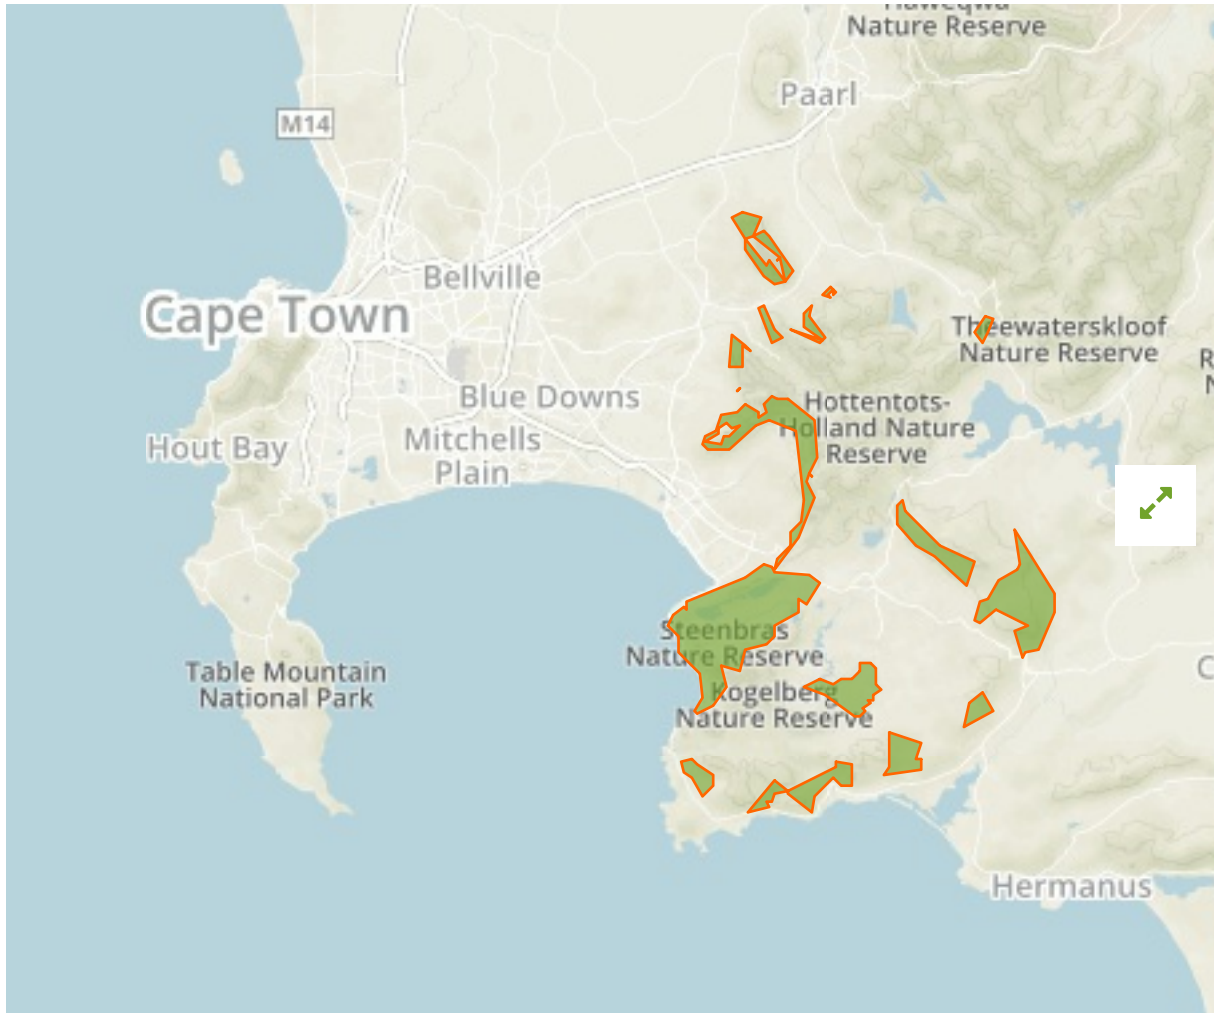 Nature Reserve
Paarl
M14
Bellville
Cape Town
Theewaterskloof
Nature Reserve
Blue Downs
Hottentots-
Holland Nature
Reserve
Hout Bay
Mitchells
Plain
Steenbras
Nature Reserve
Table Mountain
National Park
Kogelberg
Nature Reserve
Hermanus